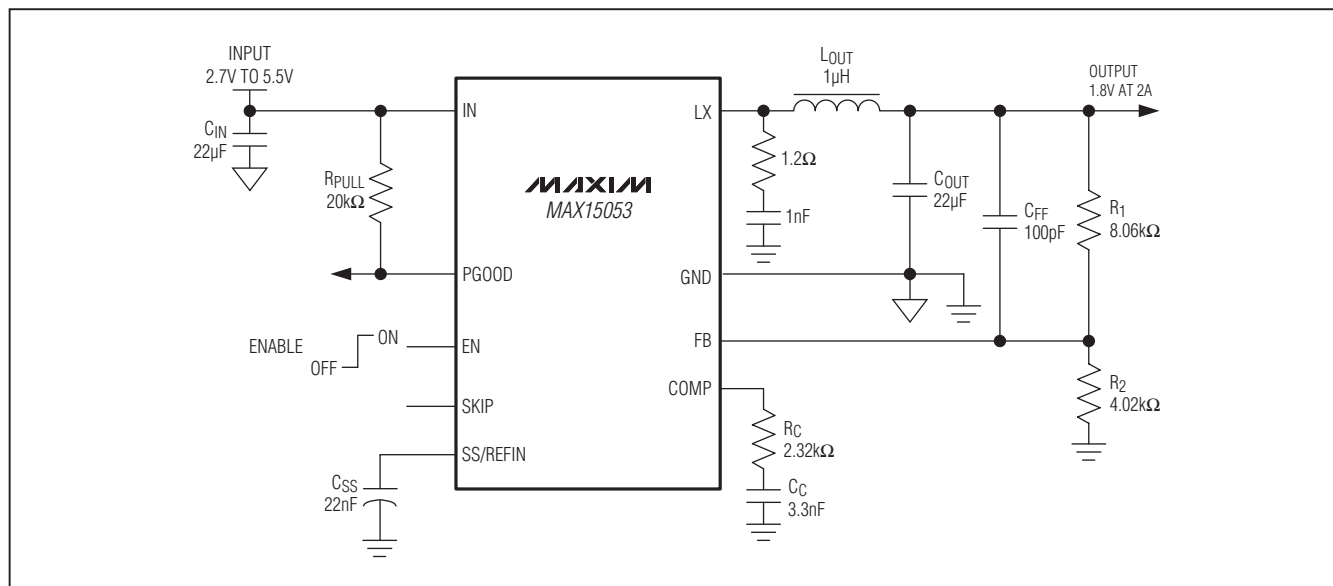 INPUT
2.7V TO 5.5V
CIN
22µF
RPULL
20kΩ
IN
PGOOD
ENABLE
OFF
ON
EN
SKIP
SS/REFIN
CSS
22nF
MAXIM
MAX15053
LX
GND
FB
COMP
LOUT
1µH
1.2Ω
1nF
COUT
22µF
CFF
100pF
OUTPUT
1.8V AT 2A
R1
8.06kΩ
R2
4.02kΩ
RC
2.32kΩ
CC
3.3nF